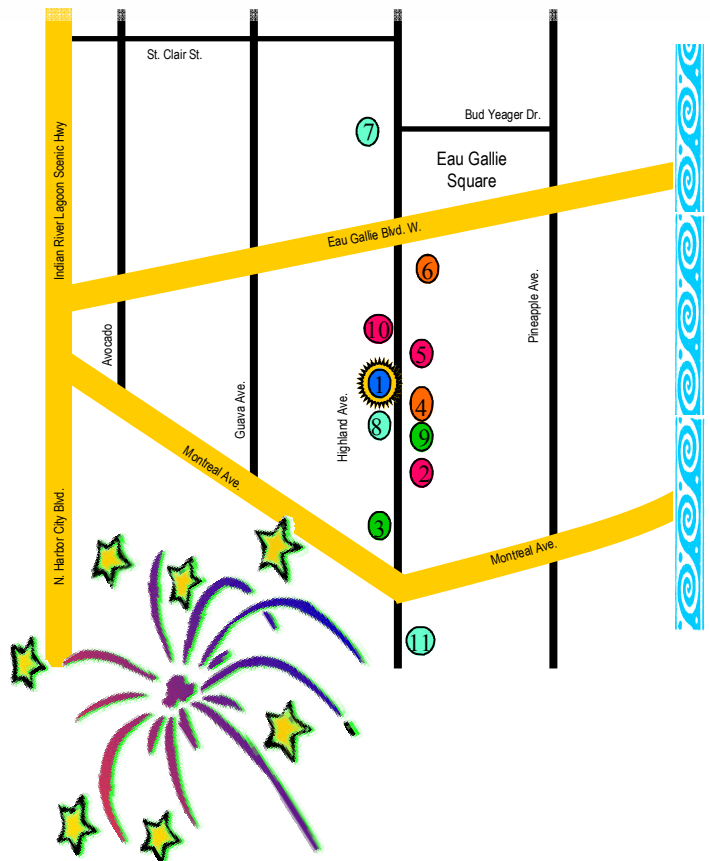 St. Clair St.
Indian River Lagoon Scenic Hwy
7
Bud Yeager Dr.
Eau Gallie
Square
Eau Gallie Blvd. W.
6
Pineapple Ave.
10
5
Avocado
1
4
Guava Ave.
Highland Ave.
8
9
2
Montreal Ave.
3
N. Harbor City Blvd.
Montreal Ave.
11